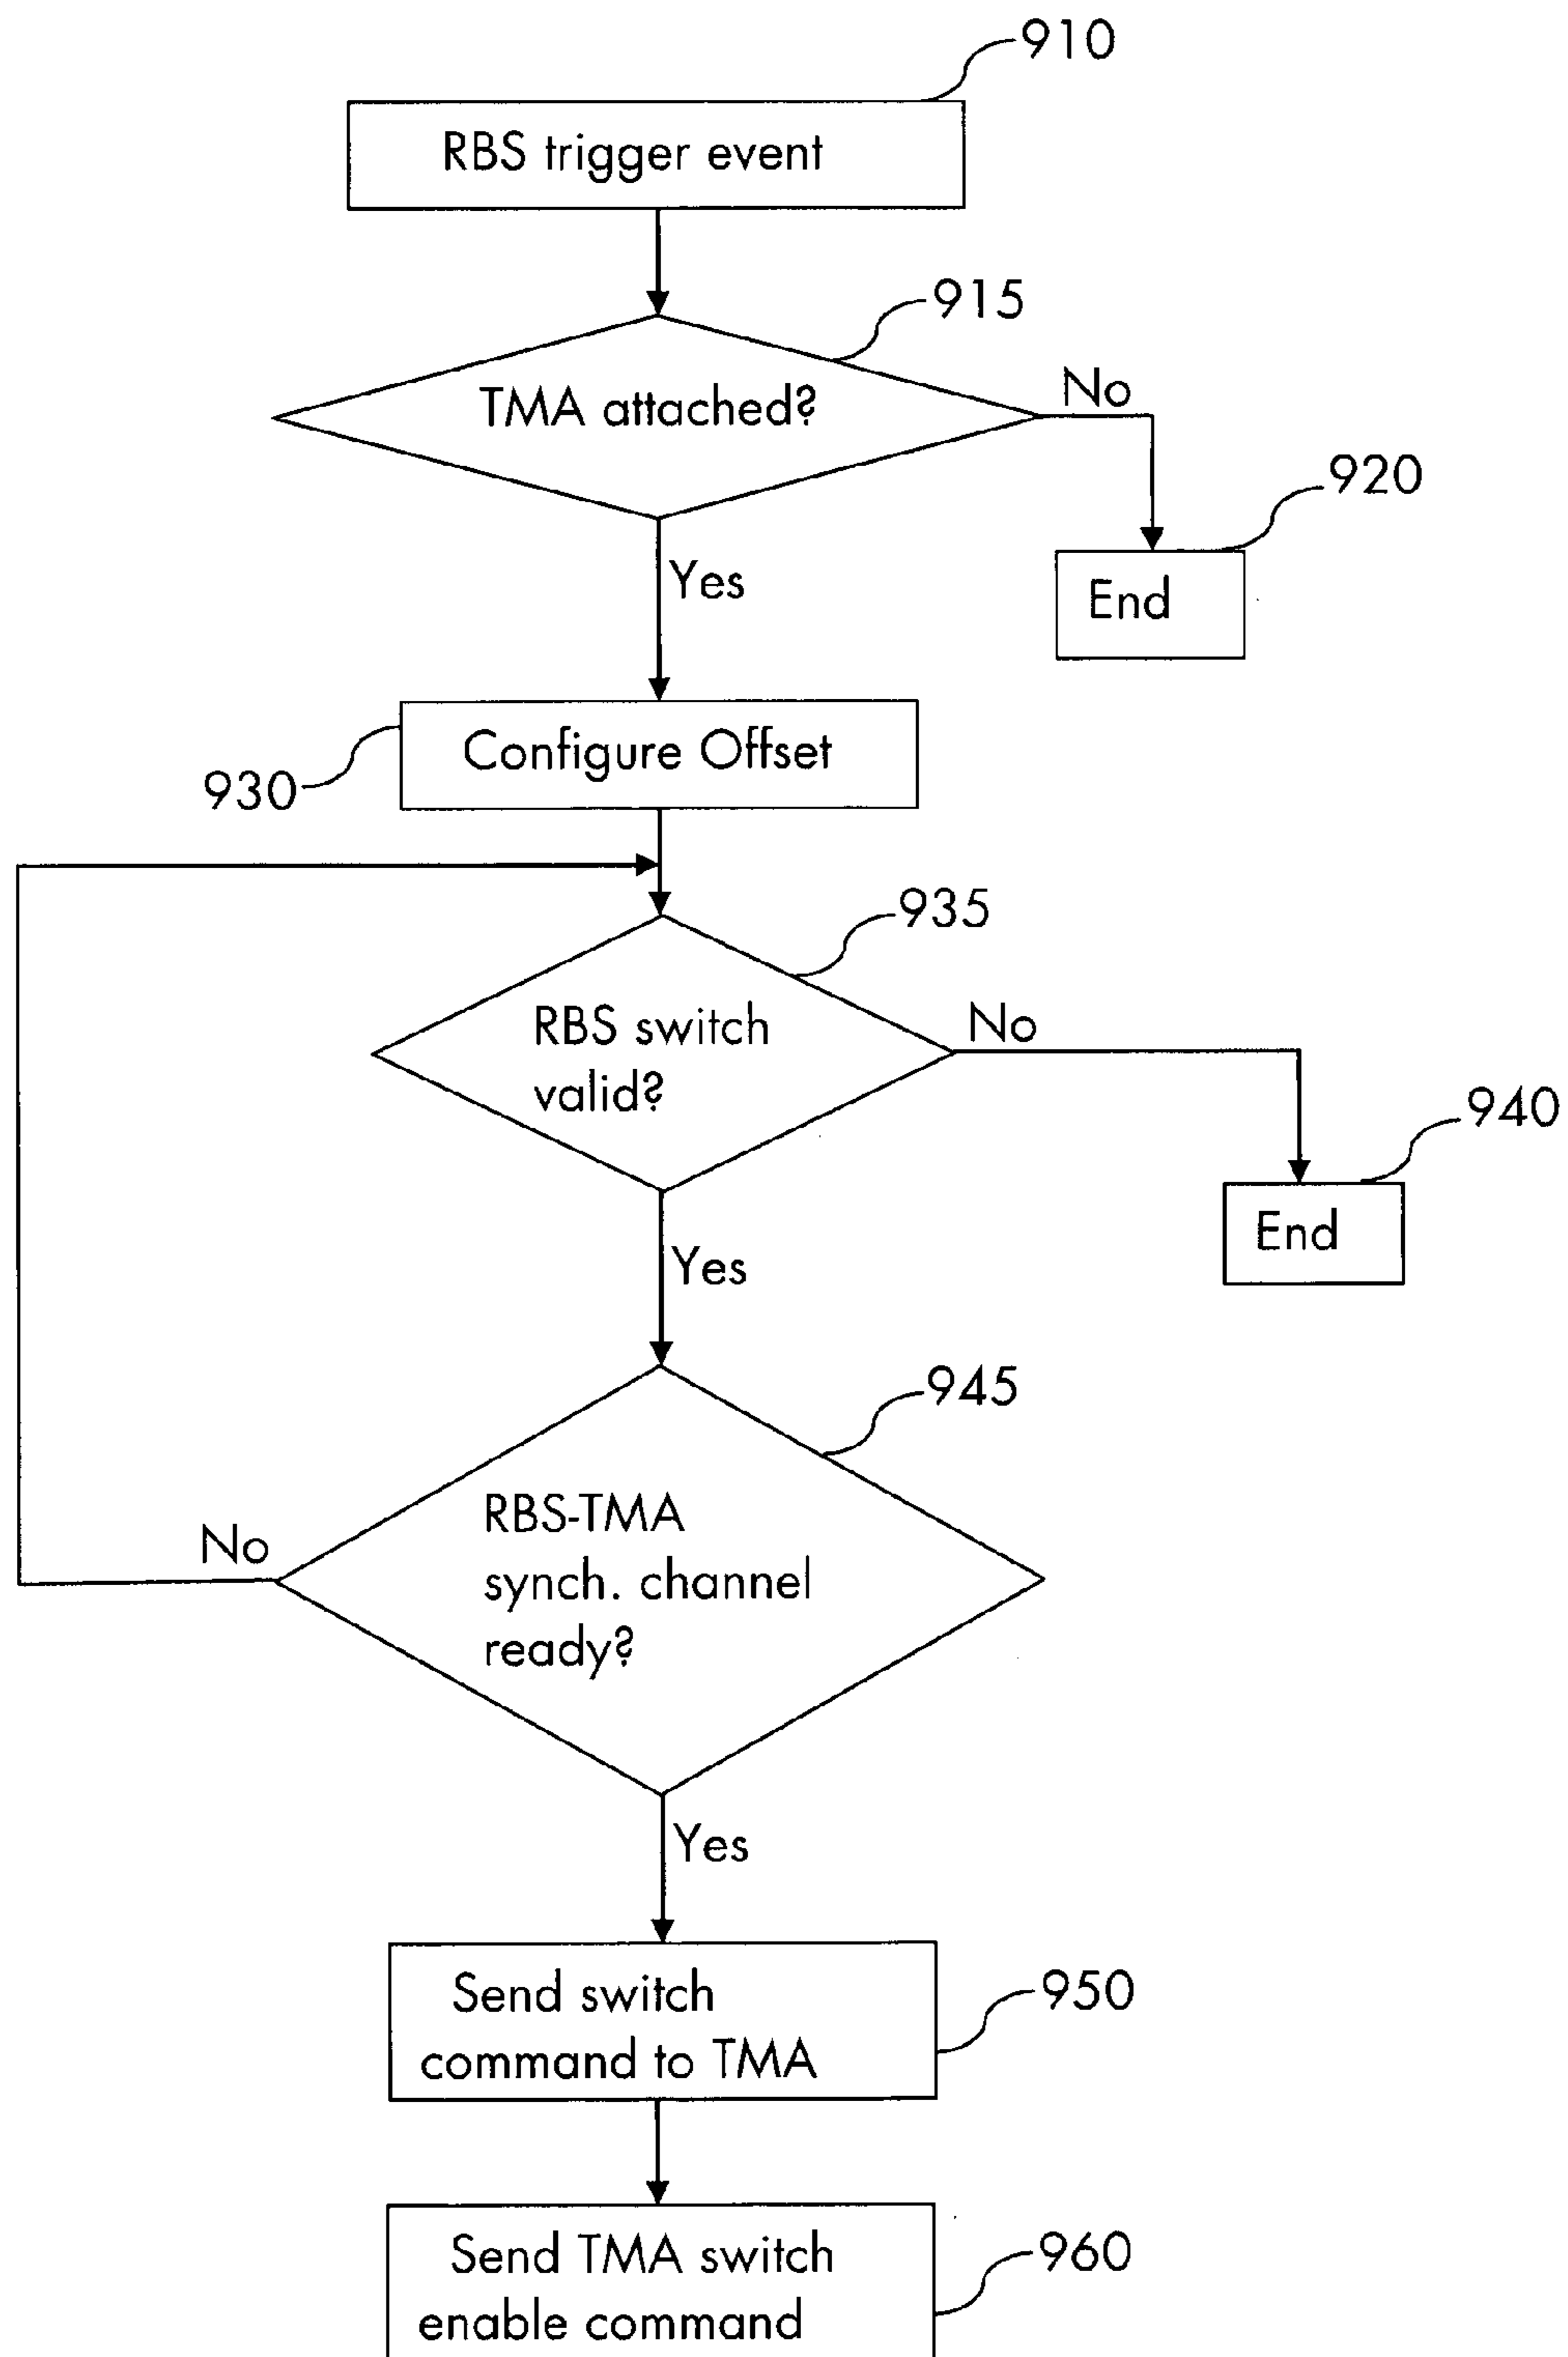 910
RBS trigger event
915
TMA attached?
No
920
Yes
End
Configure Offset
930
935
RBS switch
valid?
No
940
End
Yes
945
RBS-TMA
synch. channel
ready?
No
Yes
Send switch
command to TMA
950
Send TMA switch
enable command
960